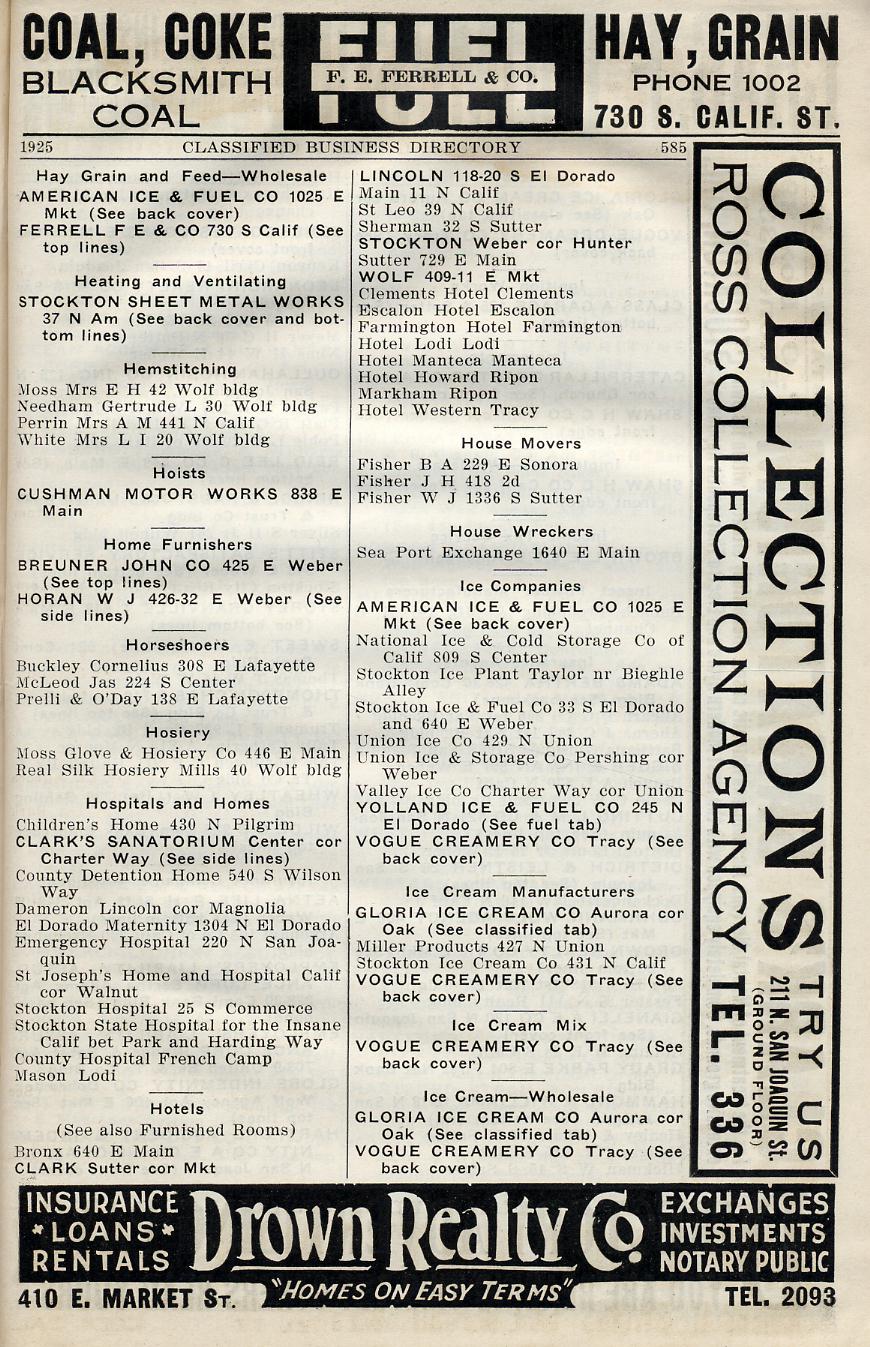 COAL, COKE
BLACKSMITH
COAL
FUEL
F. E. FERRELL & CO.
HAY, GRAIN
PHONE 1002
730 S. CALIF. ST.
1925 CLASSIFIED BUSINESS DIRECTORY 585
Hay Grain and Feed—Wholesale
AMERICAN ICE & FUEL CO 1025 E
Mkt (See back cover)
FERRELL F E & CO 730 S Calif (See
top lines)
Heating and Ventilating
STOCKTON SHEET METAL WORKS
37 N Am (See back cover and bot-
tom lines)
Hemstitching
Moss Mrs E H 42 Wolf bldg
Needham Gertrude L 30 Wolf bldg
Perrin Mrs A M 441 N Calif
White Mrs L I 20 Wolf bldg
Hoists
CUSHMAN MOTOR WORKS 838 E
Main
Home Furnishers
BREUNER JOHN CO 425 E Weber
(See top lines)
HORAN W J 426-32 E Weber (See
side lines)
Horseshoers
Buckley Cornelius 308 E Lafayette
McLeod Jas 224 S Center
Prelli & O'Day 138 E Lafayette
Hosiery
Moss Glove & Hosiery Co 446 E Main
Real Silk Hosiery Mills 40 Wolf bldg
Hospitals and Homes
Children's Home 430 N Pilgrim
CLARK'S SANATORIUM Center cor
Charter Way (See side lines)
County Detention Home 540 S Wilson
Way
Dameron Lincoln cor Magnolia
El Dorado Maternity 1304 N El Dorado
Emergency Hospital 220 N San Joa-
quin
St Joseph's Home and Hospital Calif
cor Walnut
Stockton Hospital 25 S Commerce
Stockton State Hospital for the Insane
Calif bet Park and Harding Way
County Hospital French Camp
Mason Lodi
Hotels
(See also Furnished Rooms)
Bronx 640 E Main
CLARK Sutter cor Mkt
LINCOLN 118-20 S El Dorado
Main 11 N Calif
St Leo 39 N Calif
Sherman 32 S Sutter
STOCKTON Weber cor Hunter
Sutter 729 E Main
WOLF 409-11 E Mkt
Clements Hotel Clements
Escalon Hotel Escalon
Farmington Hotel Farmington
Hotel Lodi Lodi
Hotel Manteca Manteca
Hotel Howard Ripon
Markham Ripon
Hotel Western Tracy
House Movers
Fisher B A 229 E Sonora
Fisher J H 418 2d
Fisher W J 1336 S Sutter
House Wreckers
Sea Port Exchange 1640 E Main
Ice Companies
AMERICAN ICE & FUEL CO 1025 E
Mkt (See back cover)
National Ice & Cold Storage Co of
Calif 809 S Center
Stockton Ice Plant Taylor nr Bieghle
Alley
Stockton Ice & Fuel Co 33 S El Dorado
and 640 E Weber
Union Ice Co 429 N Union
Union Ice & Storage Co Pershing cor
Weber
Valley Ice Co Charter Way cor Union
YOLLAND ICE & FUEL CO 245 N
El Dorado (See fuel tab)
VOGUE CREAMERY CO Tracy (See
back cover)
Ice Cream Manufacturers
GLORIA ICE CREAM CO Aurora cor
Oak (See classified tab)
Miller Products 427 N Union
Stockton Ice Cream Co 431 N Calif
VOGUE CREAMERY CO Tracy (See
back cover)
Ice Cream Mix
VOGUE CREAMERY CO Tracy (See
back cover)
Ice Cream—Wholesale
GLORIA ICE CREAM CO Aurora cor
Oak (See classified tab)
VOGUE CREAMERY CO Tracy (See
back cover)
COLLECTIONS TRY US
211 N. SAN JOAQUIN St.
(GROUND FLOOR)
ROSS COLLECTION AGENCY TEL. 336
INSURANCE
*LOANS*
RENTALS
Drown Realty Co.
"HOMES ON EASY TERMS"
EXCHANGES
INVESTMENTS
NOTARY PUBLIC
410 E. MARKET ST.
TEL. 2093